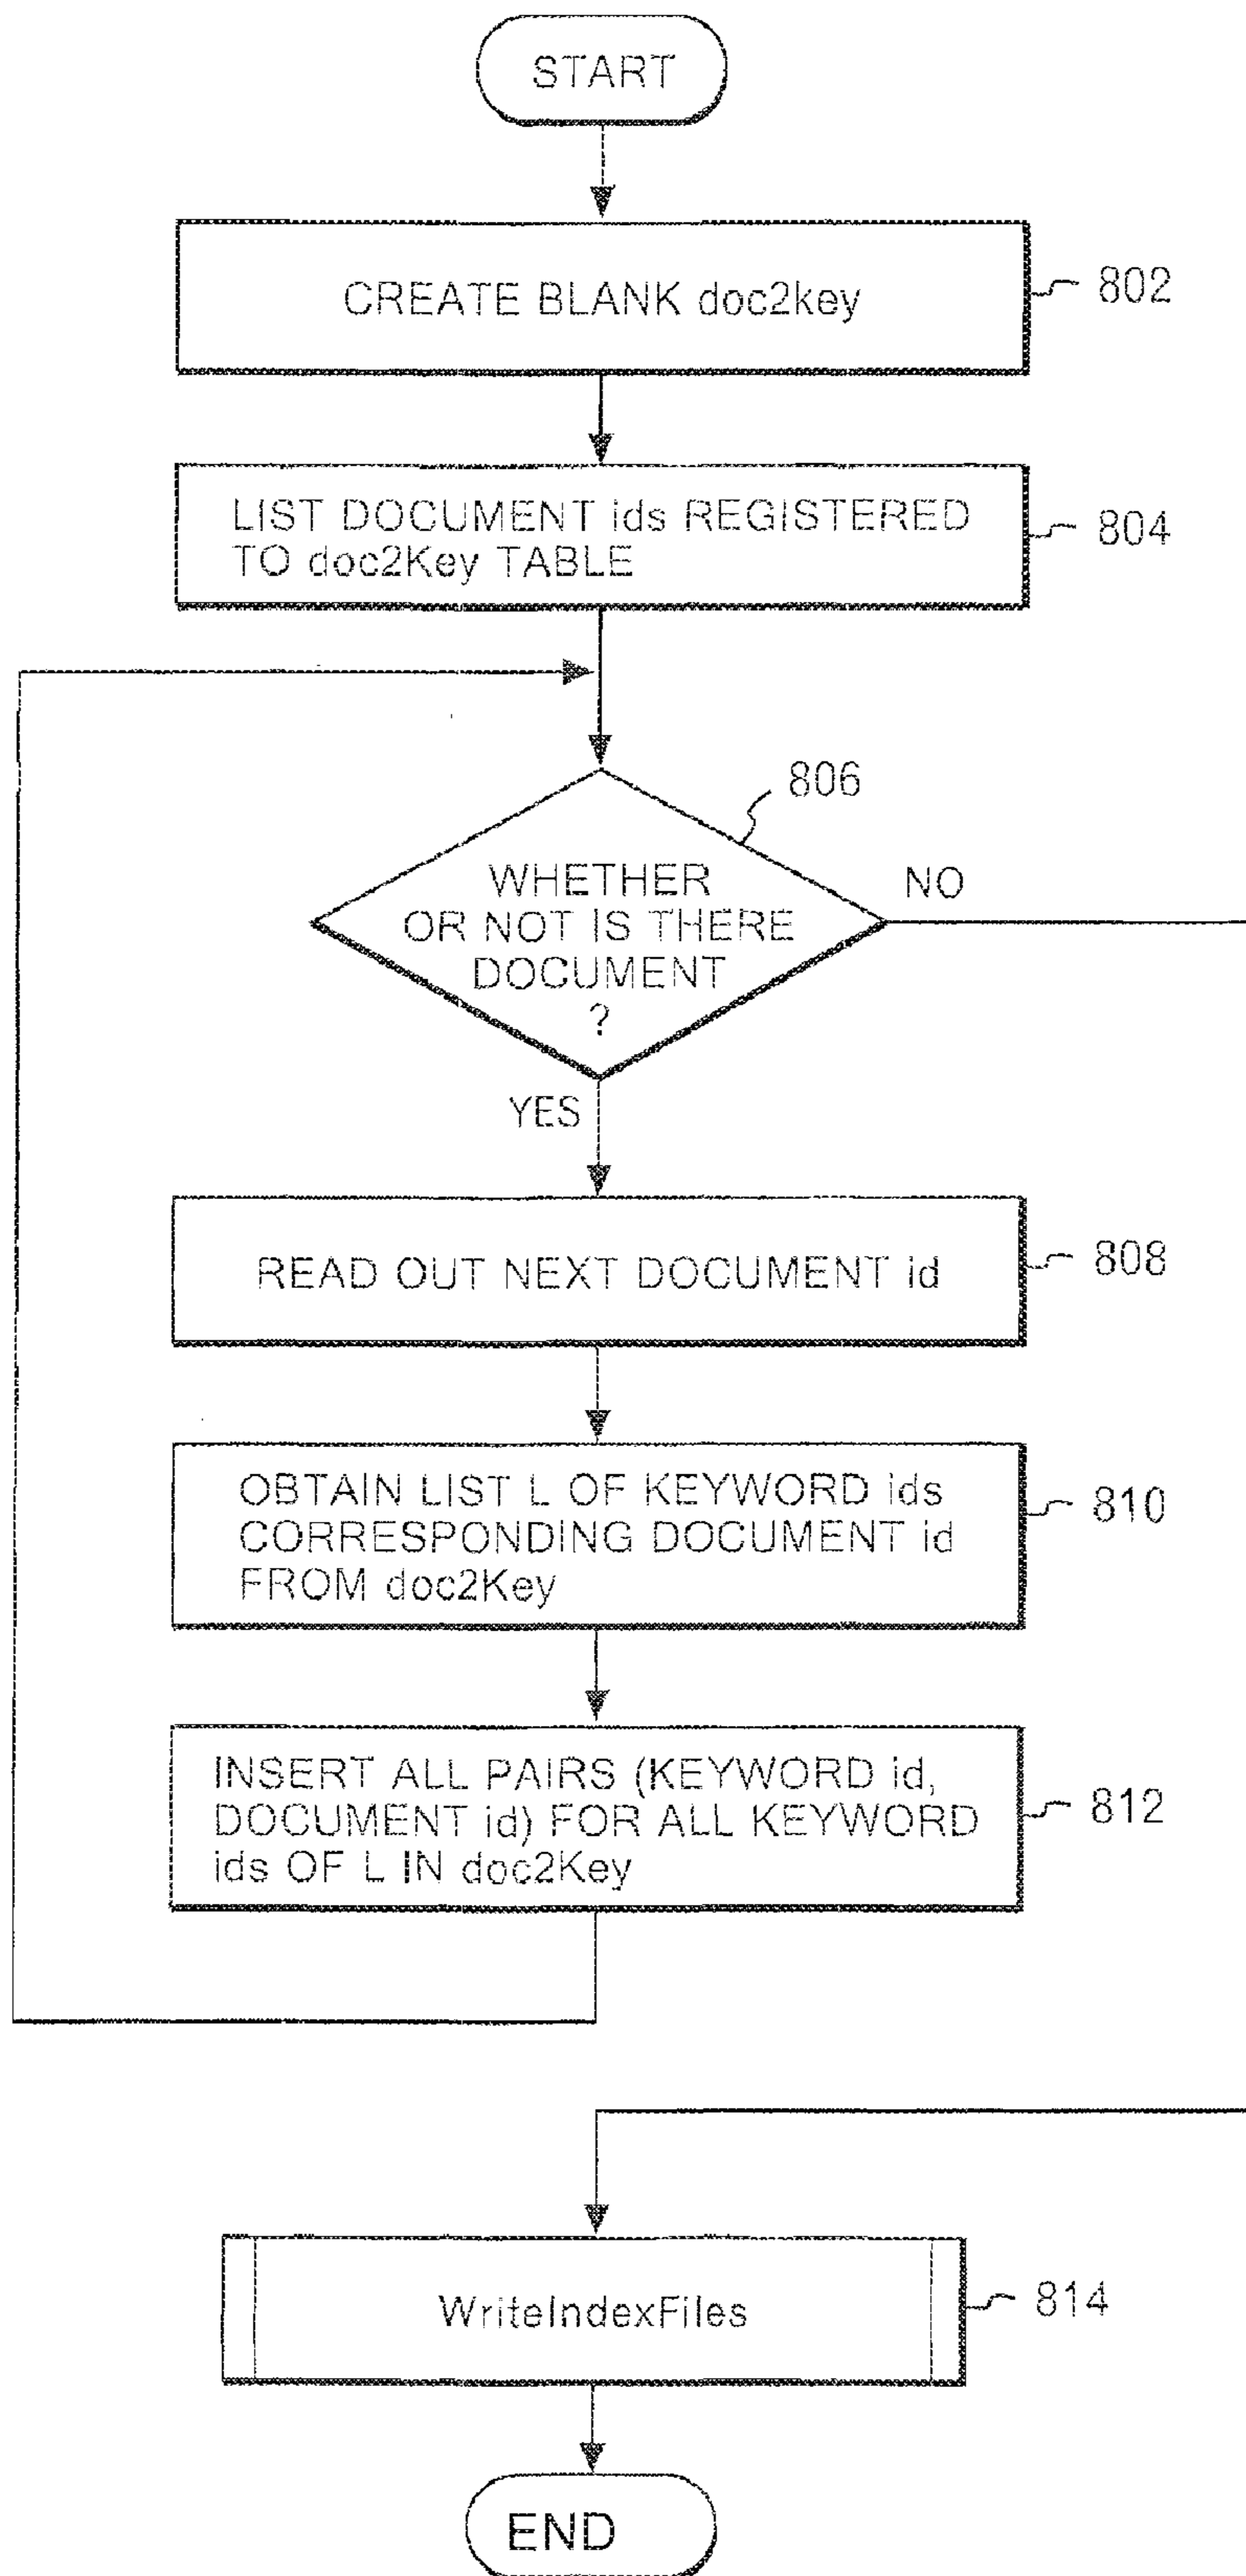 START
CREATE BLANK doc2key
802
LIST DOCUMENT ids REGISTERED
TO doc2Key TABLE
804
806
WHETHER
OR NOT IS THERE
DOCUMENT
?
NO
YES
READ OUT NEXT DOCUMENT id
808
OBTAIN LIST L OF KEYWORD ids
CORRESPONDING DOCUMENT id
FROM doc2Key
810
INSERT ALL PAIRS (KEYWORD id,
DOCUMENT id) FOR ALL KEYWORD
ids OF L IN doc2Key
812
WriteIndexFiles
814
END